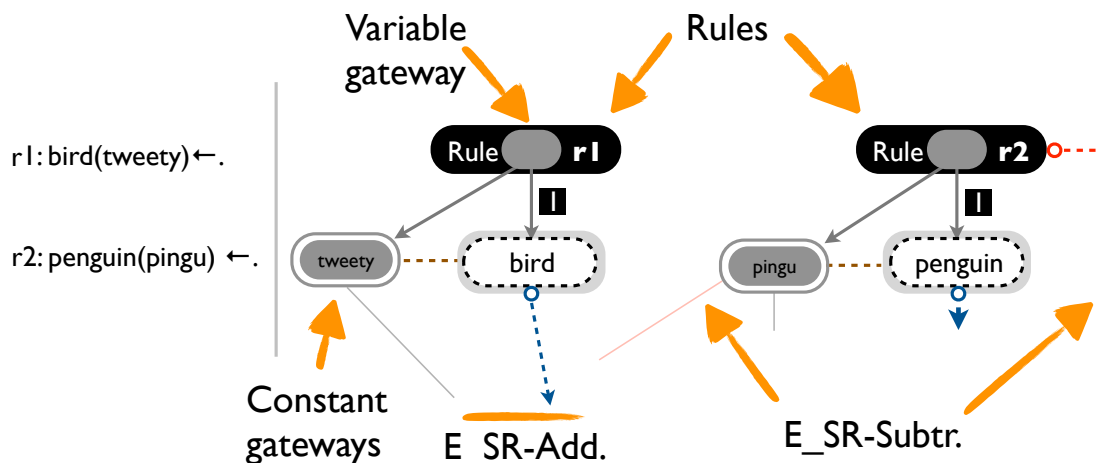 Variable gateway
Rules
r1: bird(tweety)←.
Rule r1
Rule r2
1
1
r2: penguin(pingu) ←.
tweety
bird
pingu
penguin
Constant gateways
E_SR-Add.
E_SR-Subtr.